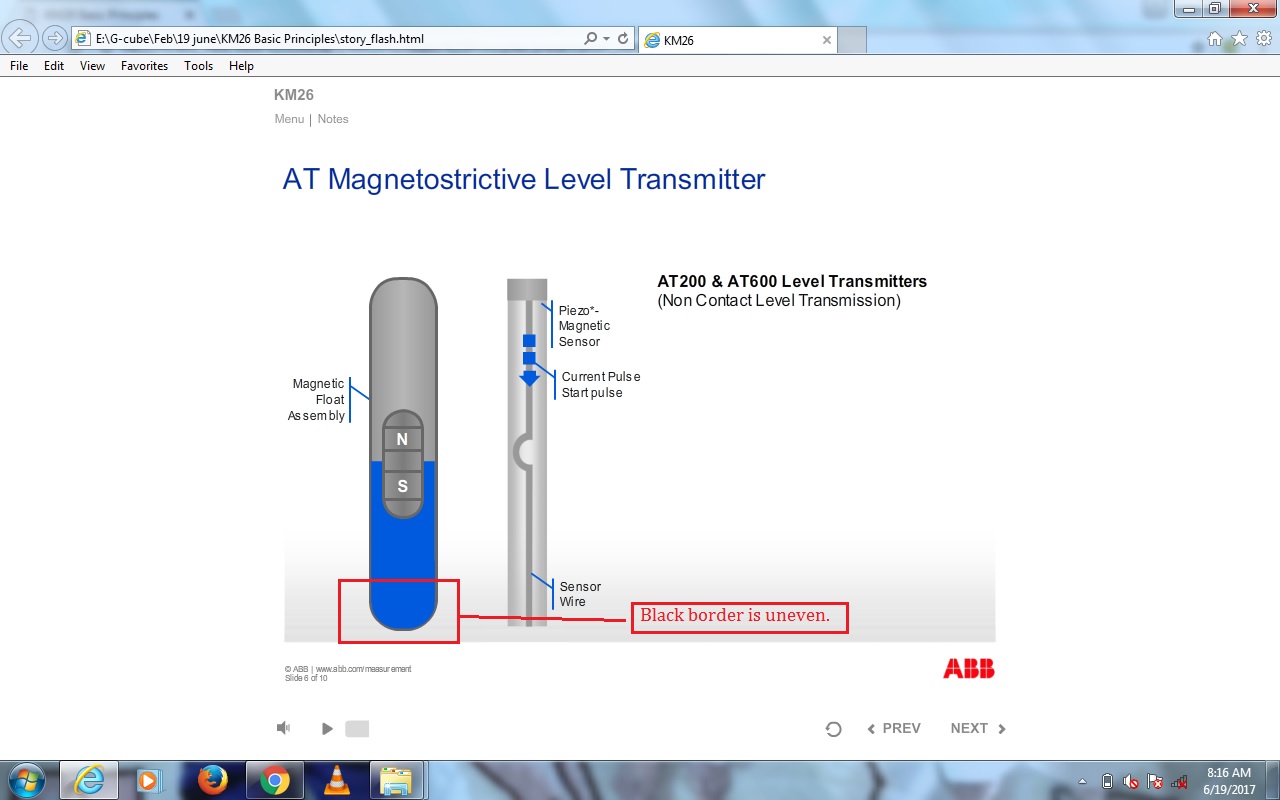 E:\G-cube\Feb\19 june\KM26 Basic Principles\story_flash.html
KM26
File Edit View Favorites Tools Help
KM26
Menu | Notes
AT Magnetostrictive Level Transmitter
AT200 & AT600 Level Transmitters
(Non Contact Level Transmission)
Piezo*-
Magnetic
Sensor
Current Pulse
Start pulse
Magnetic
Float
Assembly
N
S
Sensor
Wire
Black border is uneven.
© ABB | www.abb.com/measurement
Slide 6 of 10
ABB
PREV NEXT
8:16 AM
6/19/2017